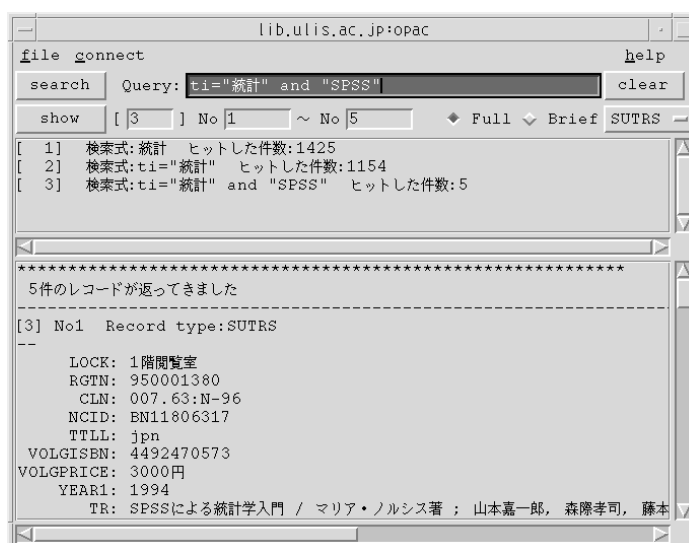 lib.ulis.ac.jp:opac
file connect help
search Query: ti="統計" and "SPSS" clear
show [ 3 ] No 1 ~ No 5 Full Brief SUTRS
[ 1] 検索式:統計 ヒットした件数:1425
[ 2] 検索式:ti="統計" ヒットした件数:1154
[ 3] 検索式:ti="統計" and "SPSS" ヒットした件数:5
************************************************************
5件のレコードが返ってきました
--------------------------------------------------------------
[3] No1 Record type:SUTRS
--
LOCK: 1階閲覧室
RGTN: 950001380
CLN: 007.63:N-96
NCID: BN11806317
TTLL: jpn
VOLGISBN: 4492470573
VOLGPRICE: 3000円
YEAR1: 1994
TR: SPSSによる統計学入門 / マリア・ノルシス著 ; 山本嘉一郎, 森際孝司, 藤本